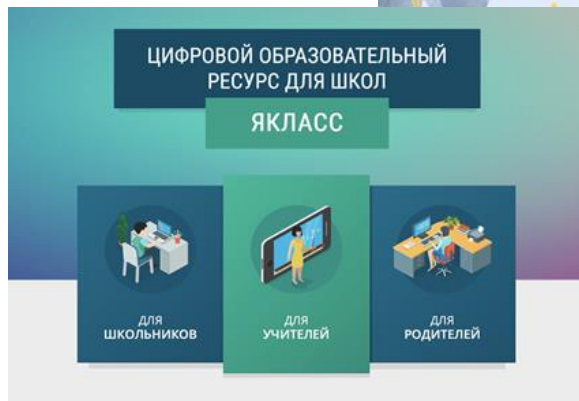 ЦИФРОВОЙ ОБРАЗОВАТЕЛЬНЫЙ
РЕСУРС ДЛЯ ШКОЛ
ЯКЛАСС
ДЛЯ
ШКОЛЬНИКОВ
ДЛЯ
УЧИТЕЛЕЙ
ДЛЯ
РОДИТЕЛЕЙ